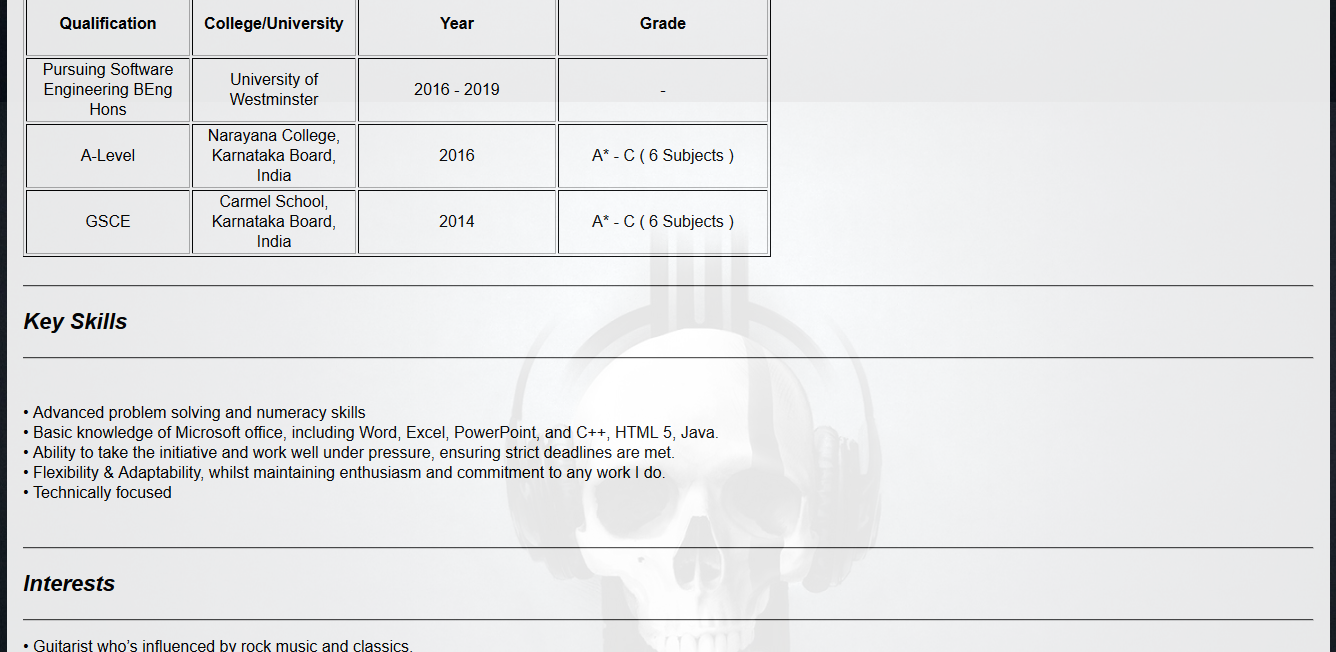 Qualification College/University Year Grade
Pursuing Software Engineering BEng Hons University of Westminster 2016 - 2019 -
A-Level Narayana College, Karnataka Board, India 2016 A* - C ( 6 Subjects )
GSCE Carmel School, Karnataka Board, India 2014 A* - C ( 6 Subjects )
Key Skills
• Advanced problem solving and numeracy skills
• Basic knowledge of Microsoft office, including Word, Excel, PowerPoint, and C++, HTML 5, Java.
• Ability to take the initiative and work well under pressure, ensuring strict deadlines are met.
• Flexibility & Adaptability, whilst maintaining enthusiasm and commitment to any work I do.
• Technically focused
Interests
• Guitarist who’s influenced by rock music and classics.